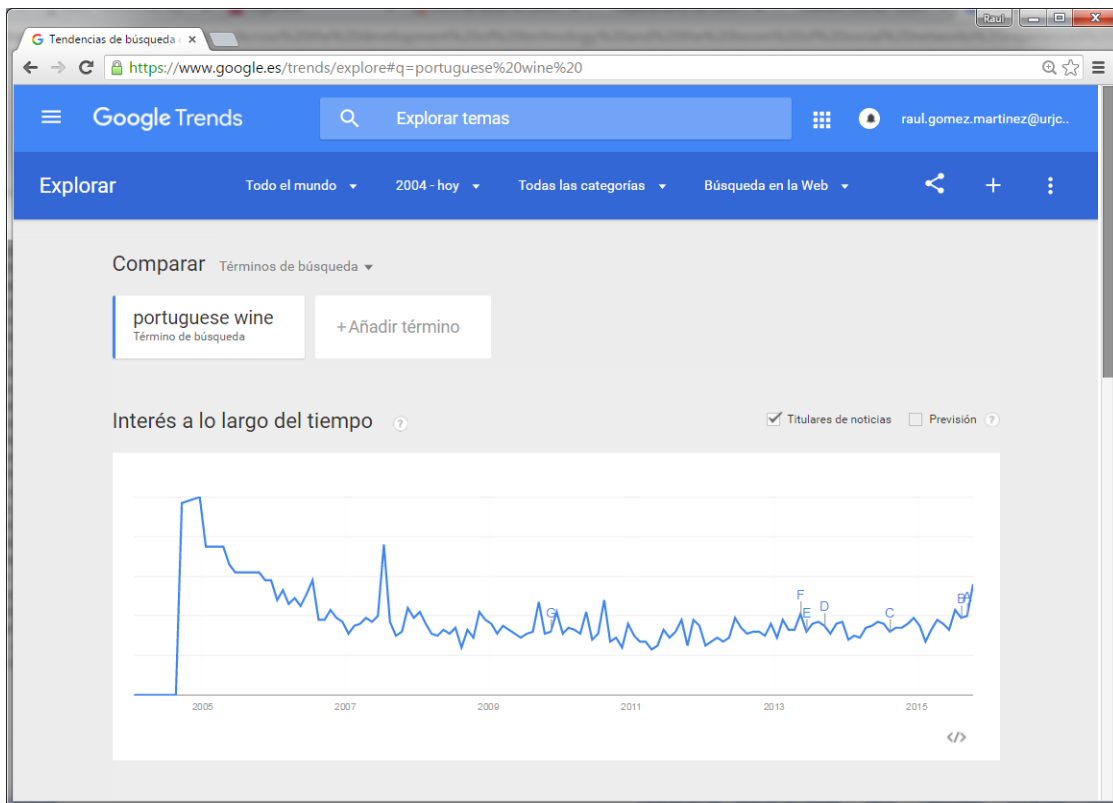 Raul
Tendencias de búsqueda
https://www.google.es/trends/explore#q=portuguese%20wine%20
Google Trends
Explorar temas
raul.gomez.martinez@urjc..
Explorar
Todo el mundo
2004 - hoy
Todas las categorías
Búsqueda en la Web
Comparar
Términos de búsqueda
portuguese wine
Término de búsqueda
+Añadir término
Interés a lo largo del tiempo
?
Titulares de noticias
Previsión
?
G
F
E
D
C
B
A
2005
2007
2009
2011
2013
2015
</>